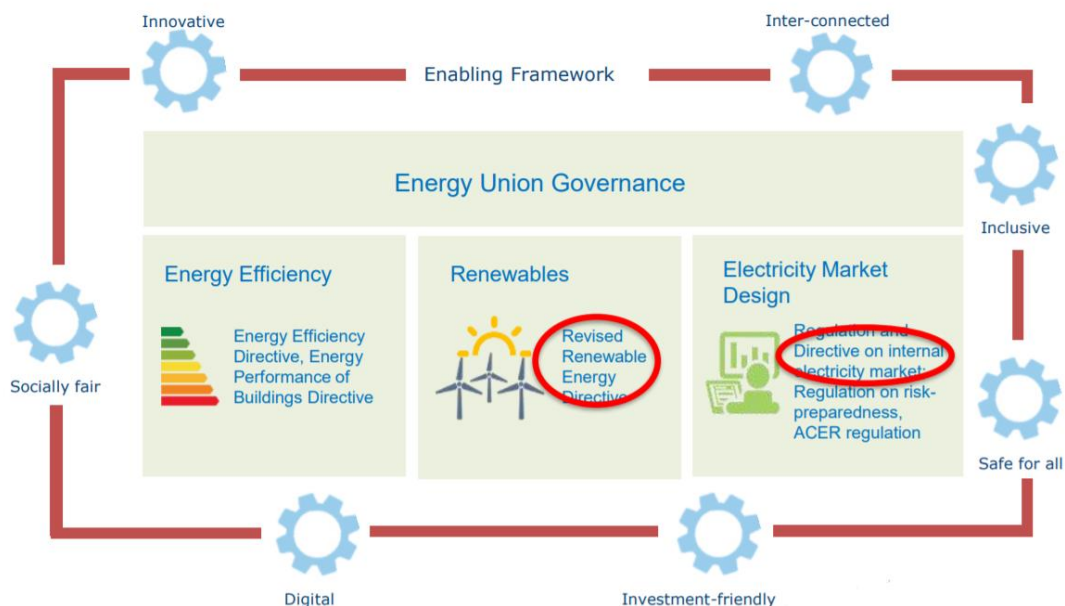 Innovative
Inter-connected
Enabling Framework
Energy Union Governance
Inclusive
Energy Efficiency
Energy Efficiency
Directive, Energy
Performance of
Buildings Directive
Renewables
Revised
Renewable
Energy
Directive
Electricity Market
Design
Regulation and
Directive on internal
electricity market;
Regulation on risk-
preparedness,
ACER regulation
Socially fair
Safe for all
Digital
Investment-friendly